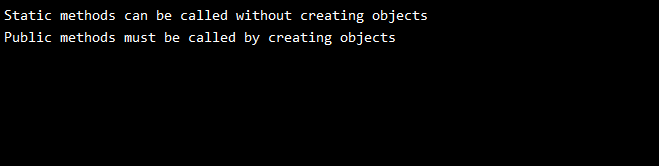 Static methods can be called without creating objects
Public methods must be called by creating objects